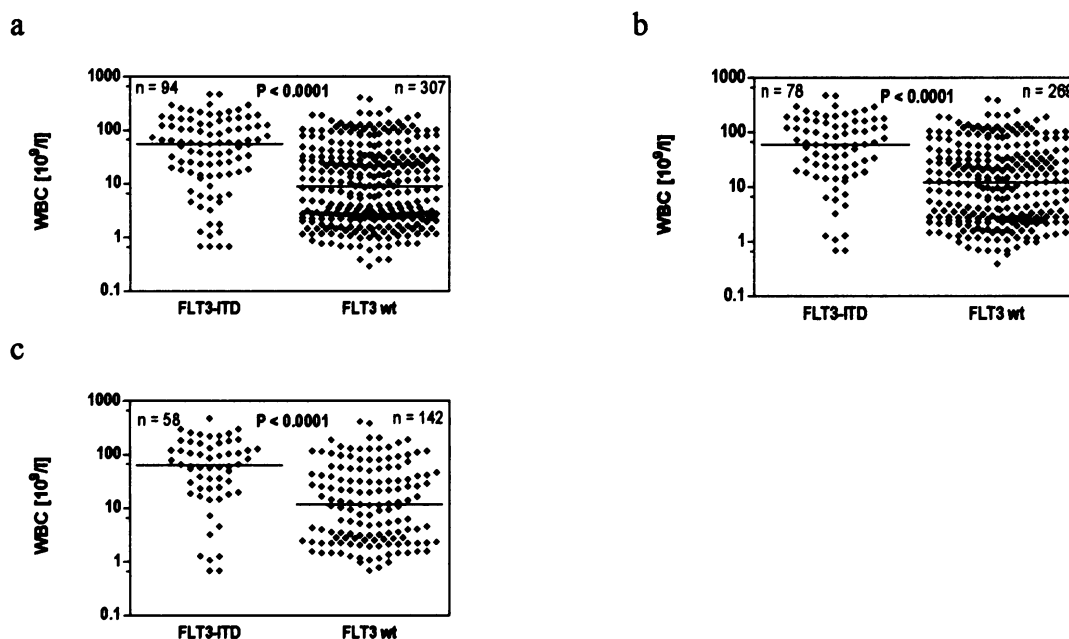 a
n = 94 P < 0.0001 n = 307
WBC [10⁹/l]
1000
100
10
1
0.1
FLT3-ITD FLT3 wt
b
n = 78 P < 0.0001 n = 268
WBC [10⁹/l]
1000
100
10
1
0.1
FLT3-ITD FLT3 wt
c
n = 58 P < 0.0001 n = 142
WBC [10⁹/l]
1000
100
10
1
0.1
FLT3-ITD FLT3 wt